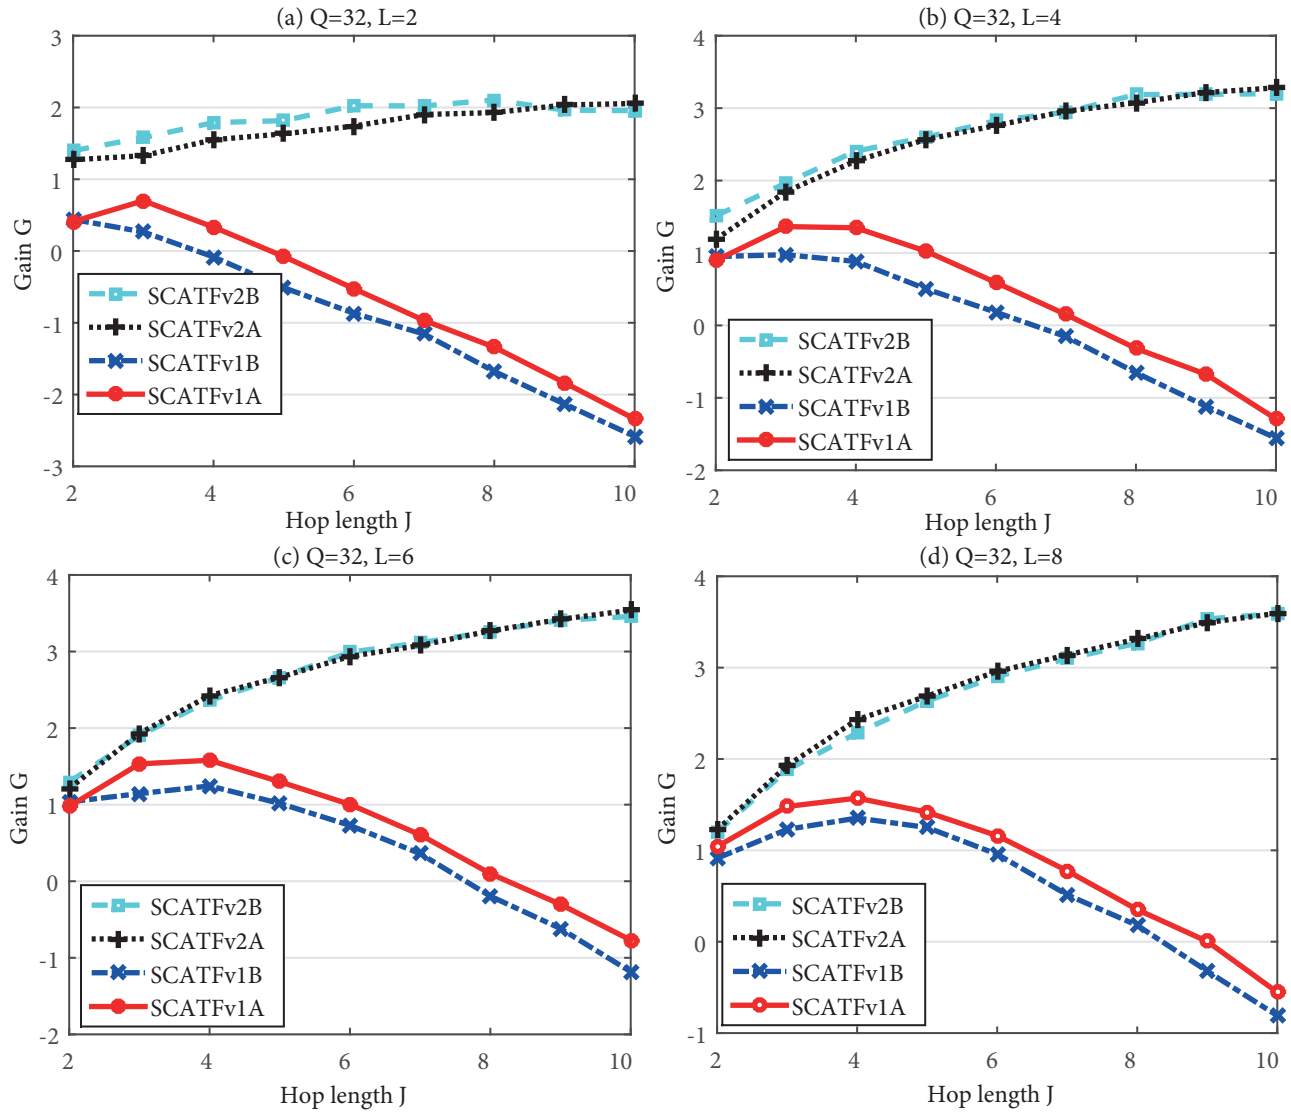 (a) Q=32, L=2
3
2
1
0
-1
-2
-3
Gain G
SCATFv2B
SCATFv2A
SCATFv1B
SCATFv1A
2 4 6 8 10
Hop length J
(b) Q=32, L=4
4
3
2
1
0
-1
-2
Gain G
SCATFv2B
SCATFv2A
SCATFv1B
SCATFv1A
2 4 6 8 10
Hop length J
(c) Q=32, L=6
4
3
2
1
0
-1
-2
Gain G
SCATFv2B
SCATFv2A
SCATFv1B
SCATFv1A
2 4 6 8 10
Hop length J
(d) Q=32, L=8
4
3
2
1
0
-1
Gain G
SCATFv2B
SCATFv2A
SCATFv1B
SCATFv1A
2 4 6 8 10
Hop length J